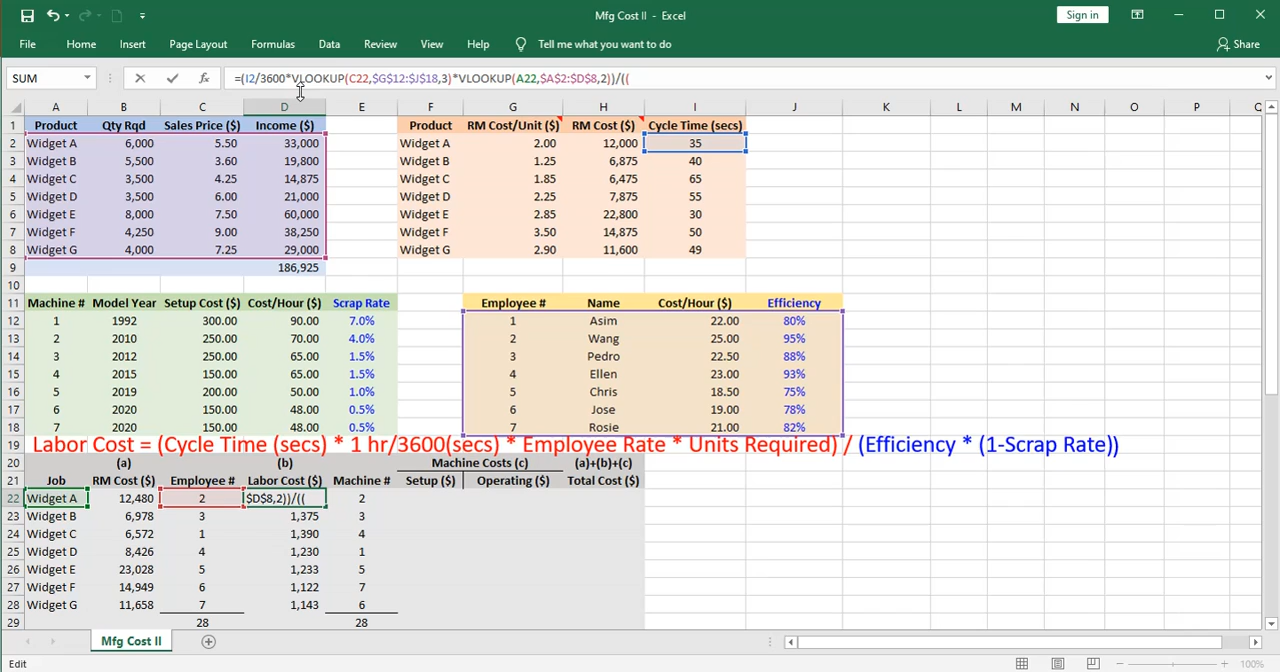 Mfg Cost II - Excel
Sign in
File Home Insert Page Layout Formulas Data Review View Help Tell me what you want to do Share
SUM fx =(I2/3600*VLOOKUP(C22,$G$12:$J$18,3)*VLOOKUP(A22,$A$2:$D$8,2))/((
A B C D E F G H I J K L M N O P Q
1 Product Qty Rqd Sales Price ($) Income ($) Product RM Cost/Unit ($) RM Cost ($) Cycle Time (secs)
2 Widget A 6,000 5.50 33,000 Widget A 2.00 12,000 35
3 Widget B 5,500 3.60 19,800 Widget B 1.25 6,875 40
4 Widget C 3,500 4.25 14,875 Widget C 1.85 6,475 65
5 Widget D 3,500 6.00 21,000 Widget D 2.25 7,875 55
6 Widget E 8,000 7.50 60,000 Widget E 2.85 22,800 30
7 Widget F 4,250 9.00 38,250 Widget F 3.50 14,875 50
8 Widget G 4,000 7.25 29,000 Widget G 2.90 11,600 49
9 186,925
10
11 Machine # Model Year Setup Cost ($) Cost/Hour ($) Scrap Rate Employee # Name Cost/Hour ($) Efficiency
12 1 1992 300.00 90.00 7.0% 1 Asim 22.00 80%
13 2 2010 250.00 70.00 4.0% 2 Wang 25.00 95%
14 3 2012 250.00 65.00 1.5% 3 Pedro 22.50 88%
15 4 2015 150.00 65.00 1.5% 4 Ellen 23.00 93%
16 5 2019 200.00 50.00 1.0% 5 Chris 18.50 75%
17 6 2020 150.00 48.00 0.5% 6 Jose 19.00 78%
18 7 2020 150.00 48.00 0.5% 7 Rosie 21.00 82%
19 Labor Cost = (Cycle Time (secs) * 1 hr/3600(secs) * Employee Rate * Units Required) / (Efficiency * (1-Scrap Rate))
20 (a) (b) Machine Costs (c) (a)+(b)+(c)
21 Job RM Cost ($) Employee # Labor Cost ($) Machine # Setup ($) Operating ($) Total Cost ($)
22 Widget A 12,480 2 $D$8,2))/(( 2
23 Widget B 6,978 3 1,375 3
24 Widget C 6,572 1 1,390 4
25 Widget D 8,426 4 1,230 1
26 Widget E 23,028 5 1,233 5
27 Widget F 14,949 6 1,122 7
28 Widget G 11,658 7 1,143 6
29 28 28
Mfg Cost II
Edit 100%